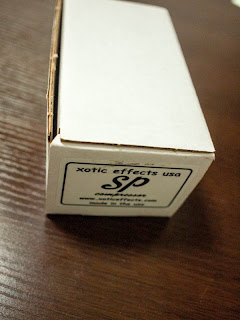 xotic effects usa
SP
compressor
www.xoticeffects.com
made in the usa